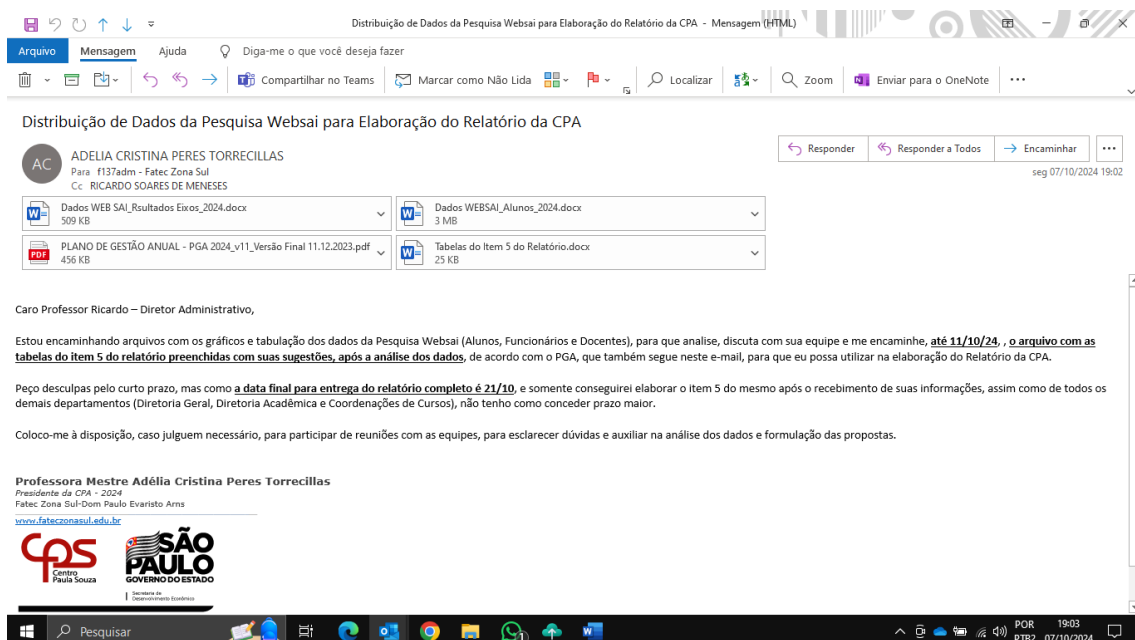 Distribuição de Dados da Pesquisa Websai para Elaboração do Relatório da CPA - Mensagem (HTML)
Arquivo Mensagem Ajuda Diga-me o que você deseja fazer
Compartilhar no Teams Marcar como Não Lida Localizar Zoom Enviar para o OneNote ...
Distribuição de Dados da Pesquisa Websai para Elaboração do Relatório da CPA
AC
ADELIA CRISTINA PERES TORRECILLAS
Para f137adm - Fatec Zona Sul
Cc RICARDO SOARES DE MENESES
Responder Responder a Todos Encaminhar ...
seg 07/10/2024 19:02
Dados WEB SAI_Rsultados Eixos_2024.docx
509 KB
Dados WEBSAI_Alunos_2024.docx
3 MB
PLANO DE GESTÃO ANUAL - PGA 2024_v11_Versão Final 11.12.2023.pdf
456 KB
Tabelas do Item 5 do Relatório.docx
25 KB
Caro Professor Ricardo – Diretor Administrativo,
Estou encaminhando arquivos com os gráficos e tabulação dos dados da Pesquisa Websai (Alunos, Funcionários e Docentes), para que analise, discuta com sua equipe e me encaminhe, até 11/10/24, , o arquivo com as
tabelas do item 5 do relatório preenchidas com suas sugestões, após a análise dos dados, de acordo com o PGA, que também segue neste e-mail, para que eu possa utilizar na elaboração do Relatório da CPA.
Peço desculpas pelo curto prazo, mas como a data final para entrega do relatório completo é 21/10, e somente conseguirei elaborar o item 5 do mesmo após o recebimento de suas informações, assim como de todos os
demais departamentos (Diretoria Geral, Diretoria Acadêmica e Coordenações de Cursos), não tenho como conceder prazo maior.
Coloco-me à disposição, caso julguem necessário, para participar de reuniões com as equipes, para esclarecer dúvidas e auxiliar na análise dos dados e formulação das propostas.
Professora Mestre Adélia Cristina Peres Torrecillas
Presidente da CPA - 2024
Fatec Zona Sul-Dom Paulo Evaristo Arns
www.fateczonasul.edu.br
CPS
Centro
Paula Souza
SÃO
PAULO
GOVERNO DO ESTADO
Secretaria de
Desenvolvimento Econômico
Pesquisar
POR
PTB2
19:03
07/10/2024